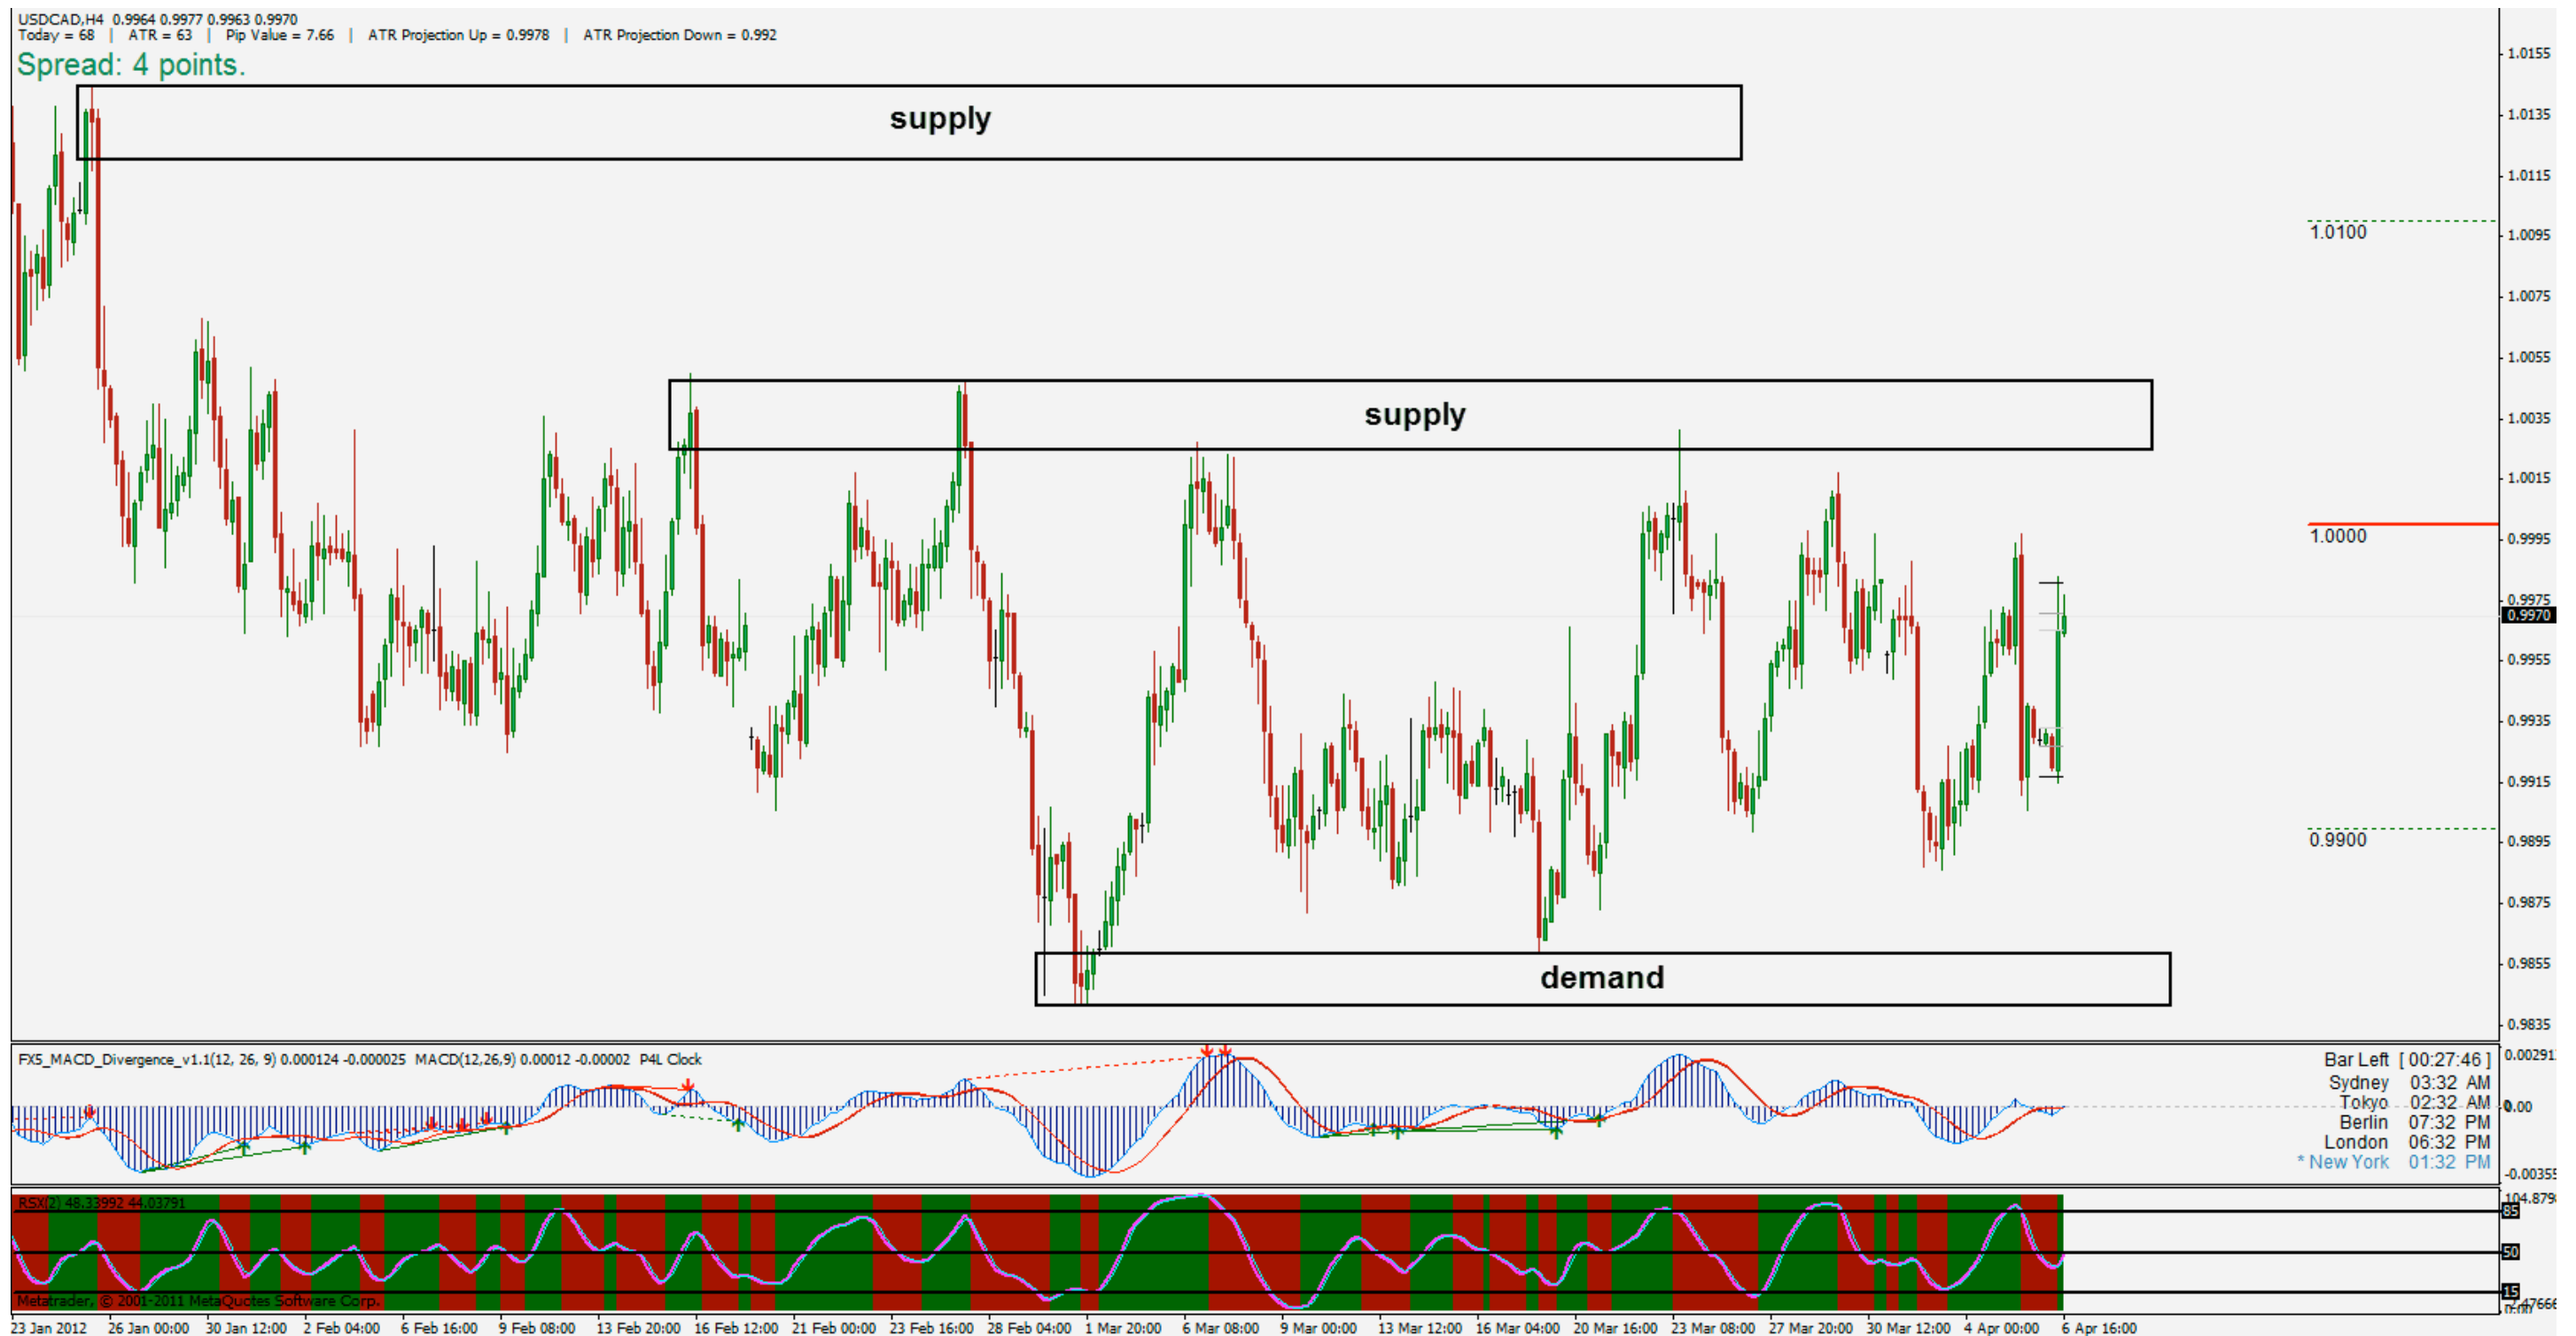 USDCAD,H4  0.9964 0.9977 0.9963 0.9970
Today = 68  |  ATR = 63  |  Pip Value = 7.66  |  ATR Projection Up = 0.9978  |  ATR Projection Down = 0.992
Spread: 4 points.
supply
supply
demand
1.0155
1.0135
1.0115
1.0100
1.0095
1.0075
1.0055
1.0035
1.0015
1.0000
0.9995
0.9975
0.9970
0.9955
0.9935
0.9915
0.9900
0.9895
0.9875
0.9855
0.9835
FX5_MACD_Divergence_v1.1(12, 26, 9) 0.000124 -0.000025  MACD(12,26,9) 0.00012 -0.00002  P4L Clock
Bar Left  [ 00:27:46 ]
Sydney  03:32  AM
Tokyo  02:32  AM
Berlin  07:32  PM
London  06:32  PM
* New York  01:32  PM
0.00291
0.00
-0.00355
RSX(2) 48.33992 44.03791
104.8798
85
50
15
Metatrader, © 2001-2011 MetaQuotes Software Corp.
23 Jan 2012  26 Jan 00:00  30 Jan 12:00  2 Feb 04:00  6 Feb 16:00  9 Feb 08:00  13 Feb 20:00  16 Feb 12:00  21 Feb 00:00  23 Feb 16:00  28 Feb 04:00  1 Mar 20:00  6 Mar 08:00  9 Mar 00:00  13 Mar 12:00  16 Mar 04:00  20 Mar 16:00  23 Mar 08:00  27 Mar 20:00  30 Mar 12:00  4 Apr 00:00  6 Apr 16:00